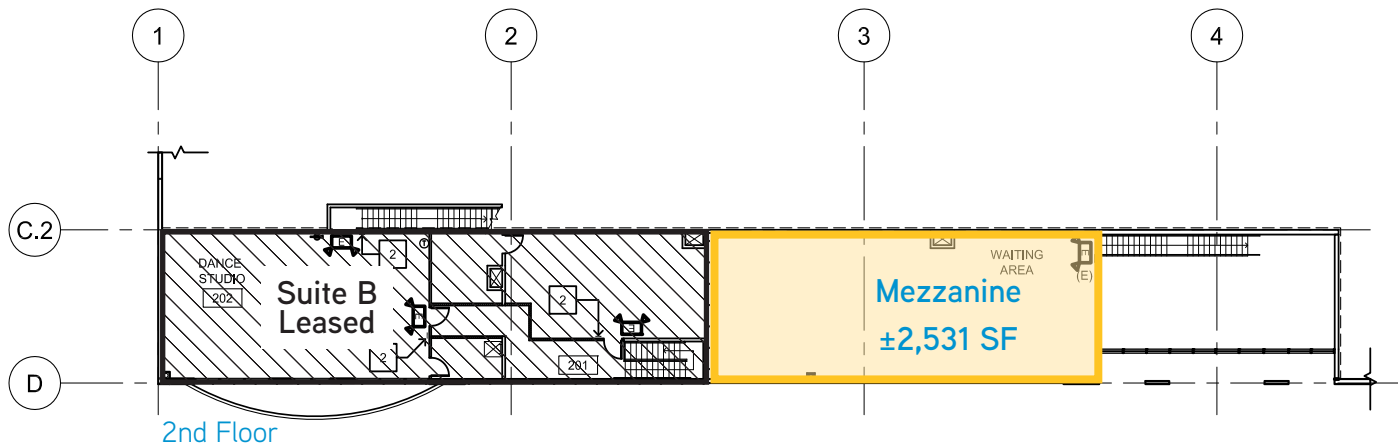 1
2
3
4
C.2
D
DANCE
STUDIO
202
Suite B
Leased
2
2
2
201
E
E
E
E
(E)
WAITING
AREA
Mezzanine
±2,531 SF
2nd Floor